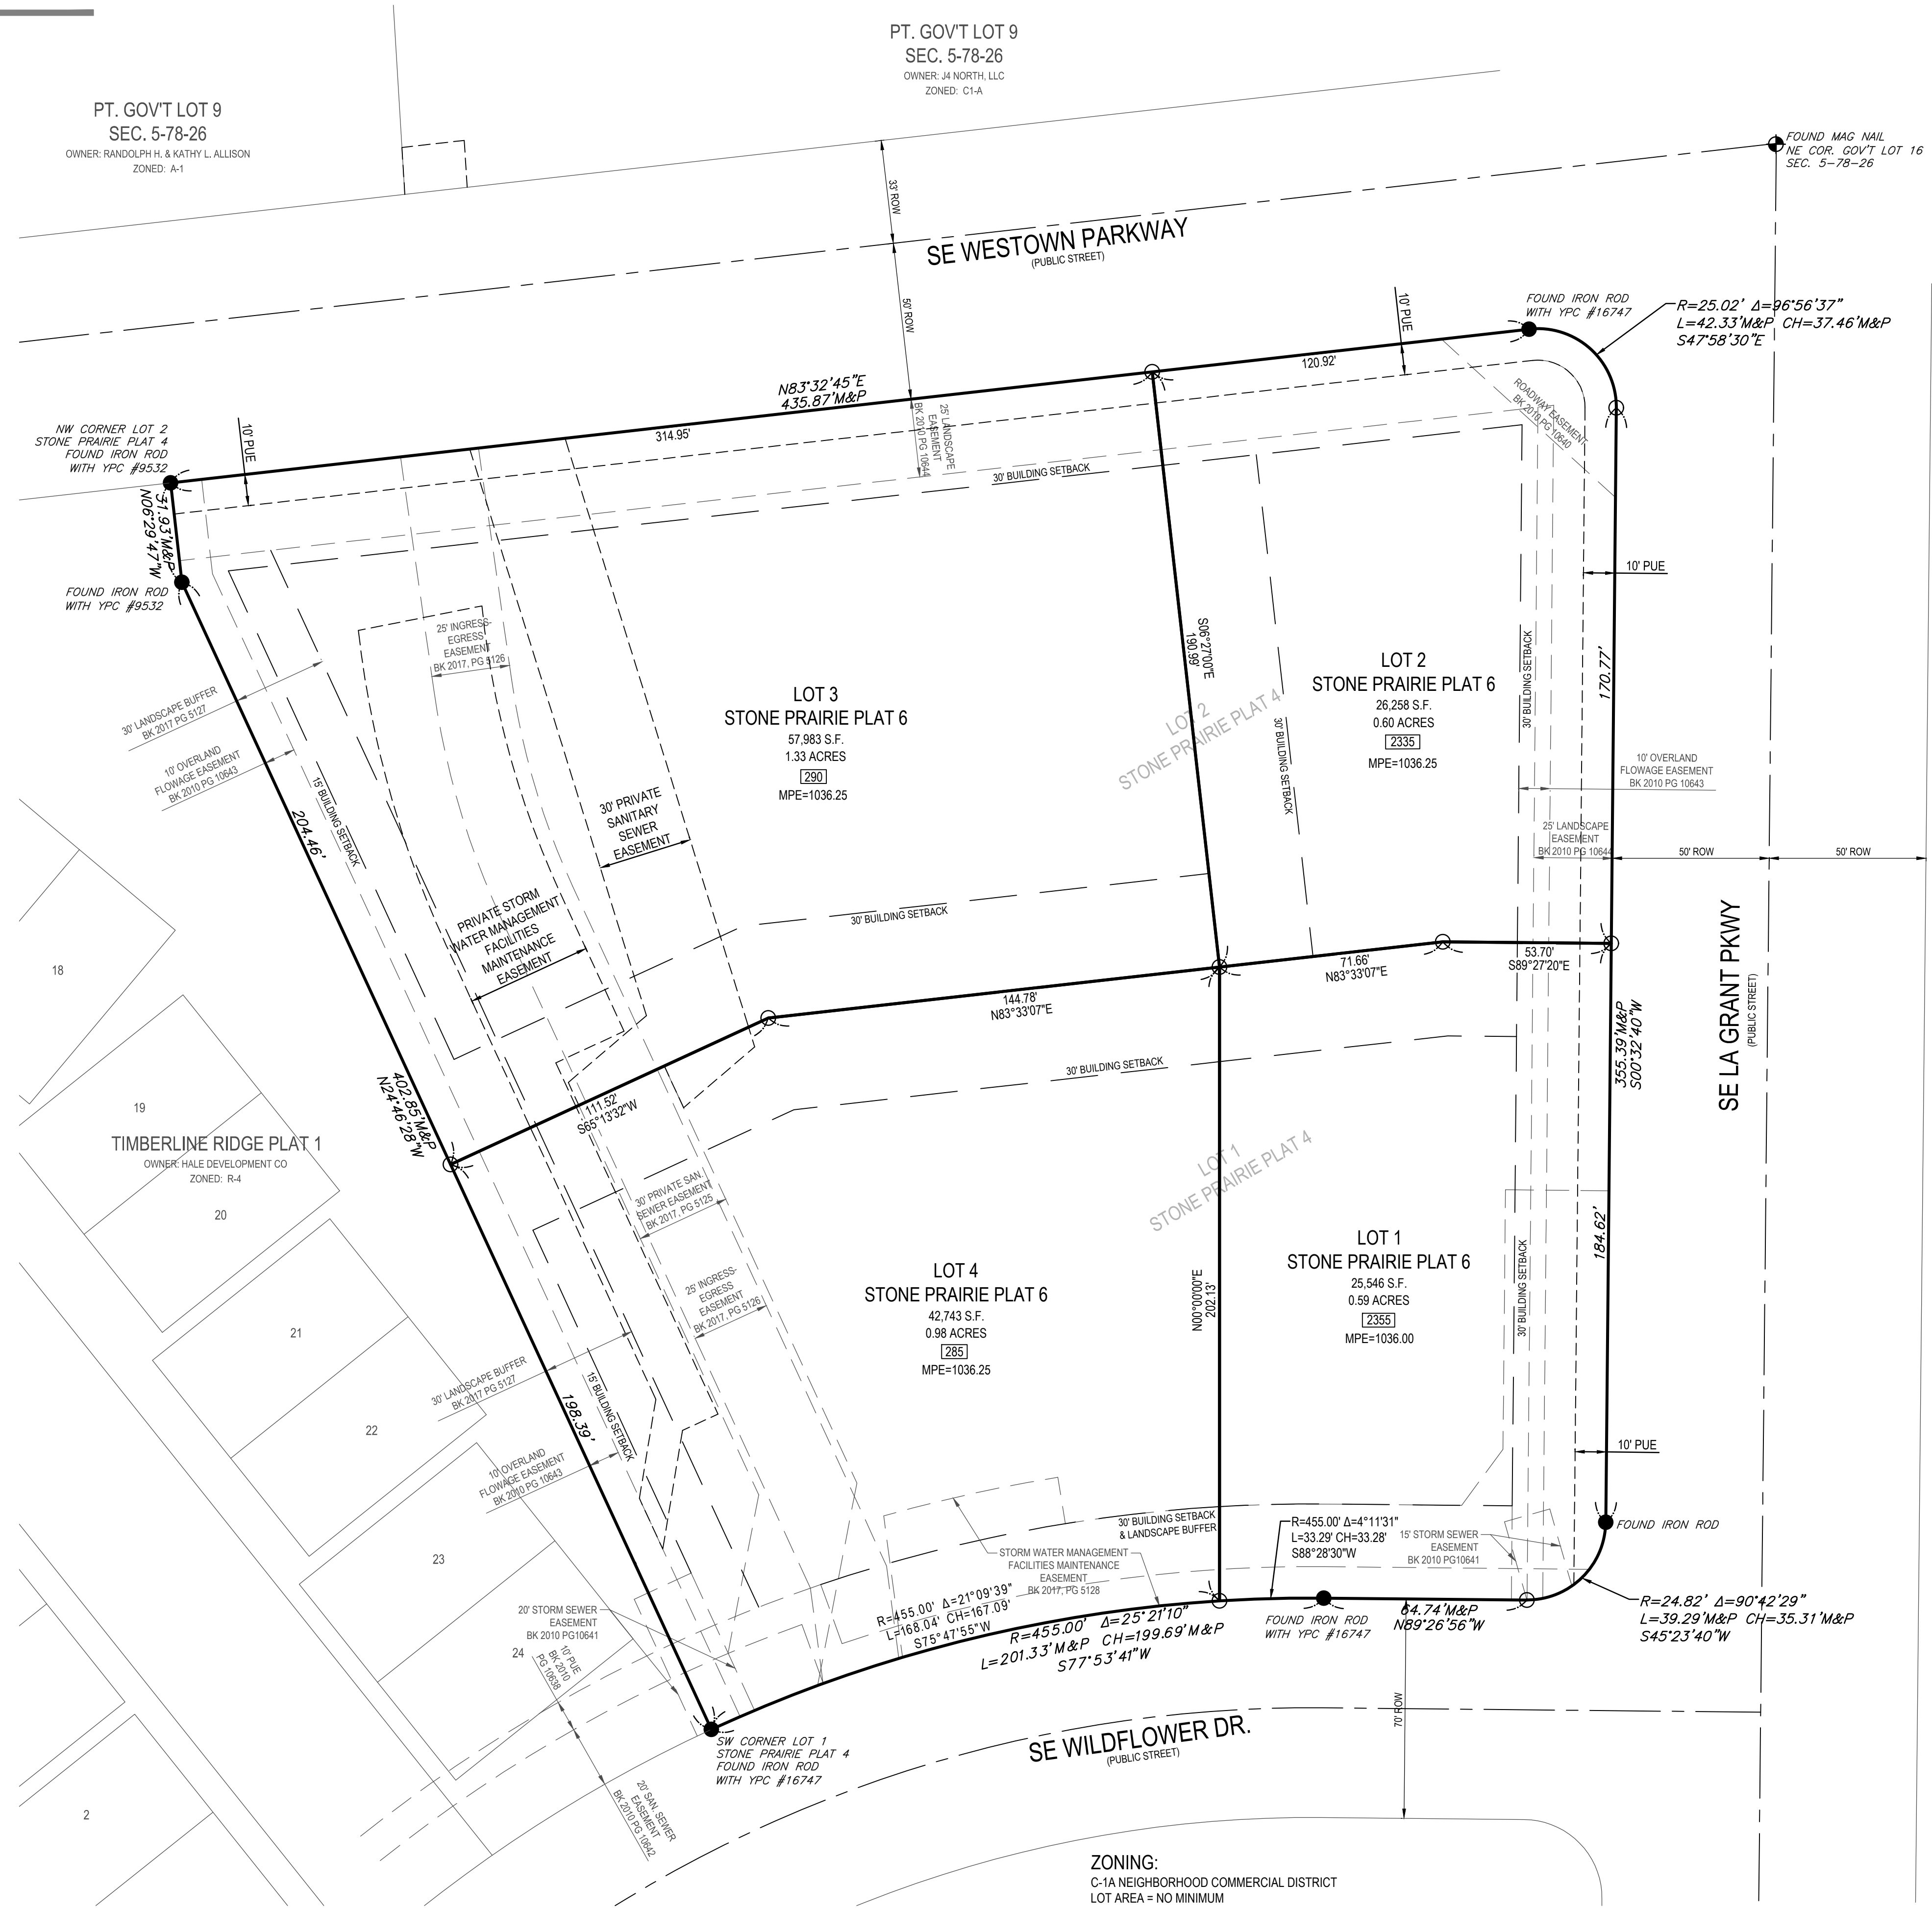 PT. GOV'T LOT 9
SEC. 5-78-26
OWNER: J4 NORTH, LLC
ZONED: C1-A
PT. GOV'T LOT 9
SEC. 5-78-26
OWNER: RANDOLPH H. & KATHY L. ALLISON
ZONED: A-1
FOUND MAG NAIL
NE COR. GOV'T LOT 16
SEC. 5-78-26
33' ROW
SE WESTOWN PARKWAY
(PUBLIC STREET)
50' ROW
10' PUE
FOUND IRON ROD
WITH YPC #16747
R=25.02' Δ=96°56'37"
L=42.33'M&P CH=37.46'M&P
S47°58'30"E
N83°32'45"E
435.87'M&P
120.92'
314.95'
ROADWAY EASEMENT
BK 2010 PG 10640
25' LANDSCAPE
EASEMENT
BK 2010 PG 10644
NW CORNER LOT 2
STONE PRAIRIE PLAT 4
FOUND IRON ROD
WITH YPC #9532
10' PUE
30' BUILDING SETBACK
31.93'M&P
N06°29'47"W
FOUND IRON ROD
WITH YPC #9532
10' PUE
25' INGRESS-
EGRESS
EASEMENT
BK 2017, PG 5126
S06°27'00"E
190.99'
LOT 3
STONE PRAIRIE PLAT 6
57,983 S.F.
1.33 ACRES
290
MPE=1036.25
LOT 2
STONE PRAIRIE PLAT 6
26,258 S.F.
0.60 ACRES
2335
MPE=1036.25
30' BUILDING SETBACK
170.77'
LOT 2
STONE PRAIRIE PLAT 4
30' BUILDING SETBACK
30' LANDSCAPE BUFFER
BK 2017 PG 5127
10' OVERLAND
FLOWAGE EASEMENT
BK 2010 PG 10643
15' BUILDING SETBACK
204.46'
30' PRIVATE
SANITARY
SEWER
EASEMENT
10' OVERLAND
FLOWAGE EASEMENT
BK 2010 PG 10643
25' LANDSCAPE
EASEMENT
BK 2010 PG 10644
50' ROW
50' ROW
PRIVATE STORM
WATER MANAGEMENT
FACILITIES
MAINTENANCE
EASEMENT
30' BUILDING SETBACK
18
71.66'
N83°33'07"E
53.70'
S89°27'20"E
144.78'
N83°33'07"E
SE LA GRANT PKWY
(PUBLIC STREET)
355.39'M&P
S00°32'40"W
30' BUILDING SETBACK
402.85'M&P
N24°46'28"W
111.52'
S65°13'32"W
19
TIMBERLINE RIDGE PLAT 1
OWNER: HALE DEVELOPMENT CO
ZONED: R-4
20
LOT 1
STONE PRAIRIE PLAT 4
30' PRIVATE SAN.
SEWER EASEMENT
BK 2017, PG 5125
184.62'
LOT 4
STONE PRAIRIE PLAT 6
42,743 S.F.
0.98 ACRES
285
MPE=1036.25
LOT 1
STONE PRAIRIE PLAT 6
25,546 S.F.
0.59 ACRES
2355
MPE=1036.00
N00°00'00"E
202.13'
30' BUILDING SETBACK
25' INGRESS-
EGRESS
EASEMENT
BK 2017, PG 5126
21
30' LANDSCAPE BUFFER
BK 2017 PG 5127
15' BUILDING SETBACK
198.39'
22
10' OVERLAND
FLOWAGE EASEMENT
BK 2010 PG 10643
10' PUE
30' BUILDING SETBACK
& LANDSCAPE BUFFER
R=455.00' Δ=4°11'31"
L=33.29' CH=33.28'
S88°28'30"W
15' STORM SEWER
EASEMENT
BK 2010 PG10641
FOUND IRON ROD
23
STORM WATER MANAGEMENT
FACILITIES MAINTENANCE
EASEMENT
BK 2017, PG 5128
R=455.00' Δ=21°09'39"
L=168.04' CH=167.09'
S75°47'55"W
R=455.00' Δ=25°21'10"
L=201.33'M&P CH=199.69'M&P
S77°53'41"W
FOUND IRON ROD
WITH YPC #16747
64.74'M&P
N89°26'56"W
R=24.82' Δ=90°42'29"
L=39.29'M&P CH=35.31'M&P
S45°23'40"W
20' STORM SEWER
EASEMENT
BK 2010 PG10641
24
10' PUE
BK 2010
PG 10638
70' ROW
SW CORNER LOT 1
STONE PRAIRIE PLAT 4
FOUND IRON ROD
WITH YPC #16747
SE WILDFLOWER DR.
(PUBLIC STREET)
20' SAN. SEWER
EASEMENT
BK 2010 PG 10642
2
ZONING:
C-1A NEIGHBORHOOD COMMERCIAL DISTRICT
LOT AREA = NO MINIMUM